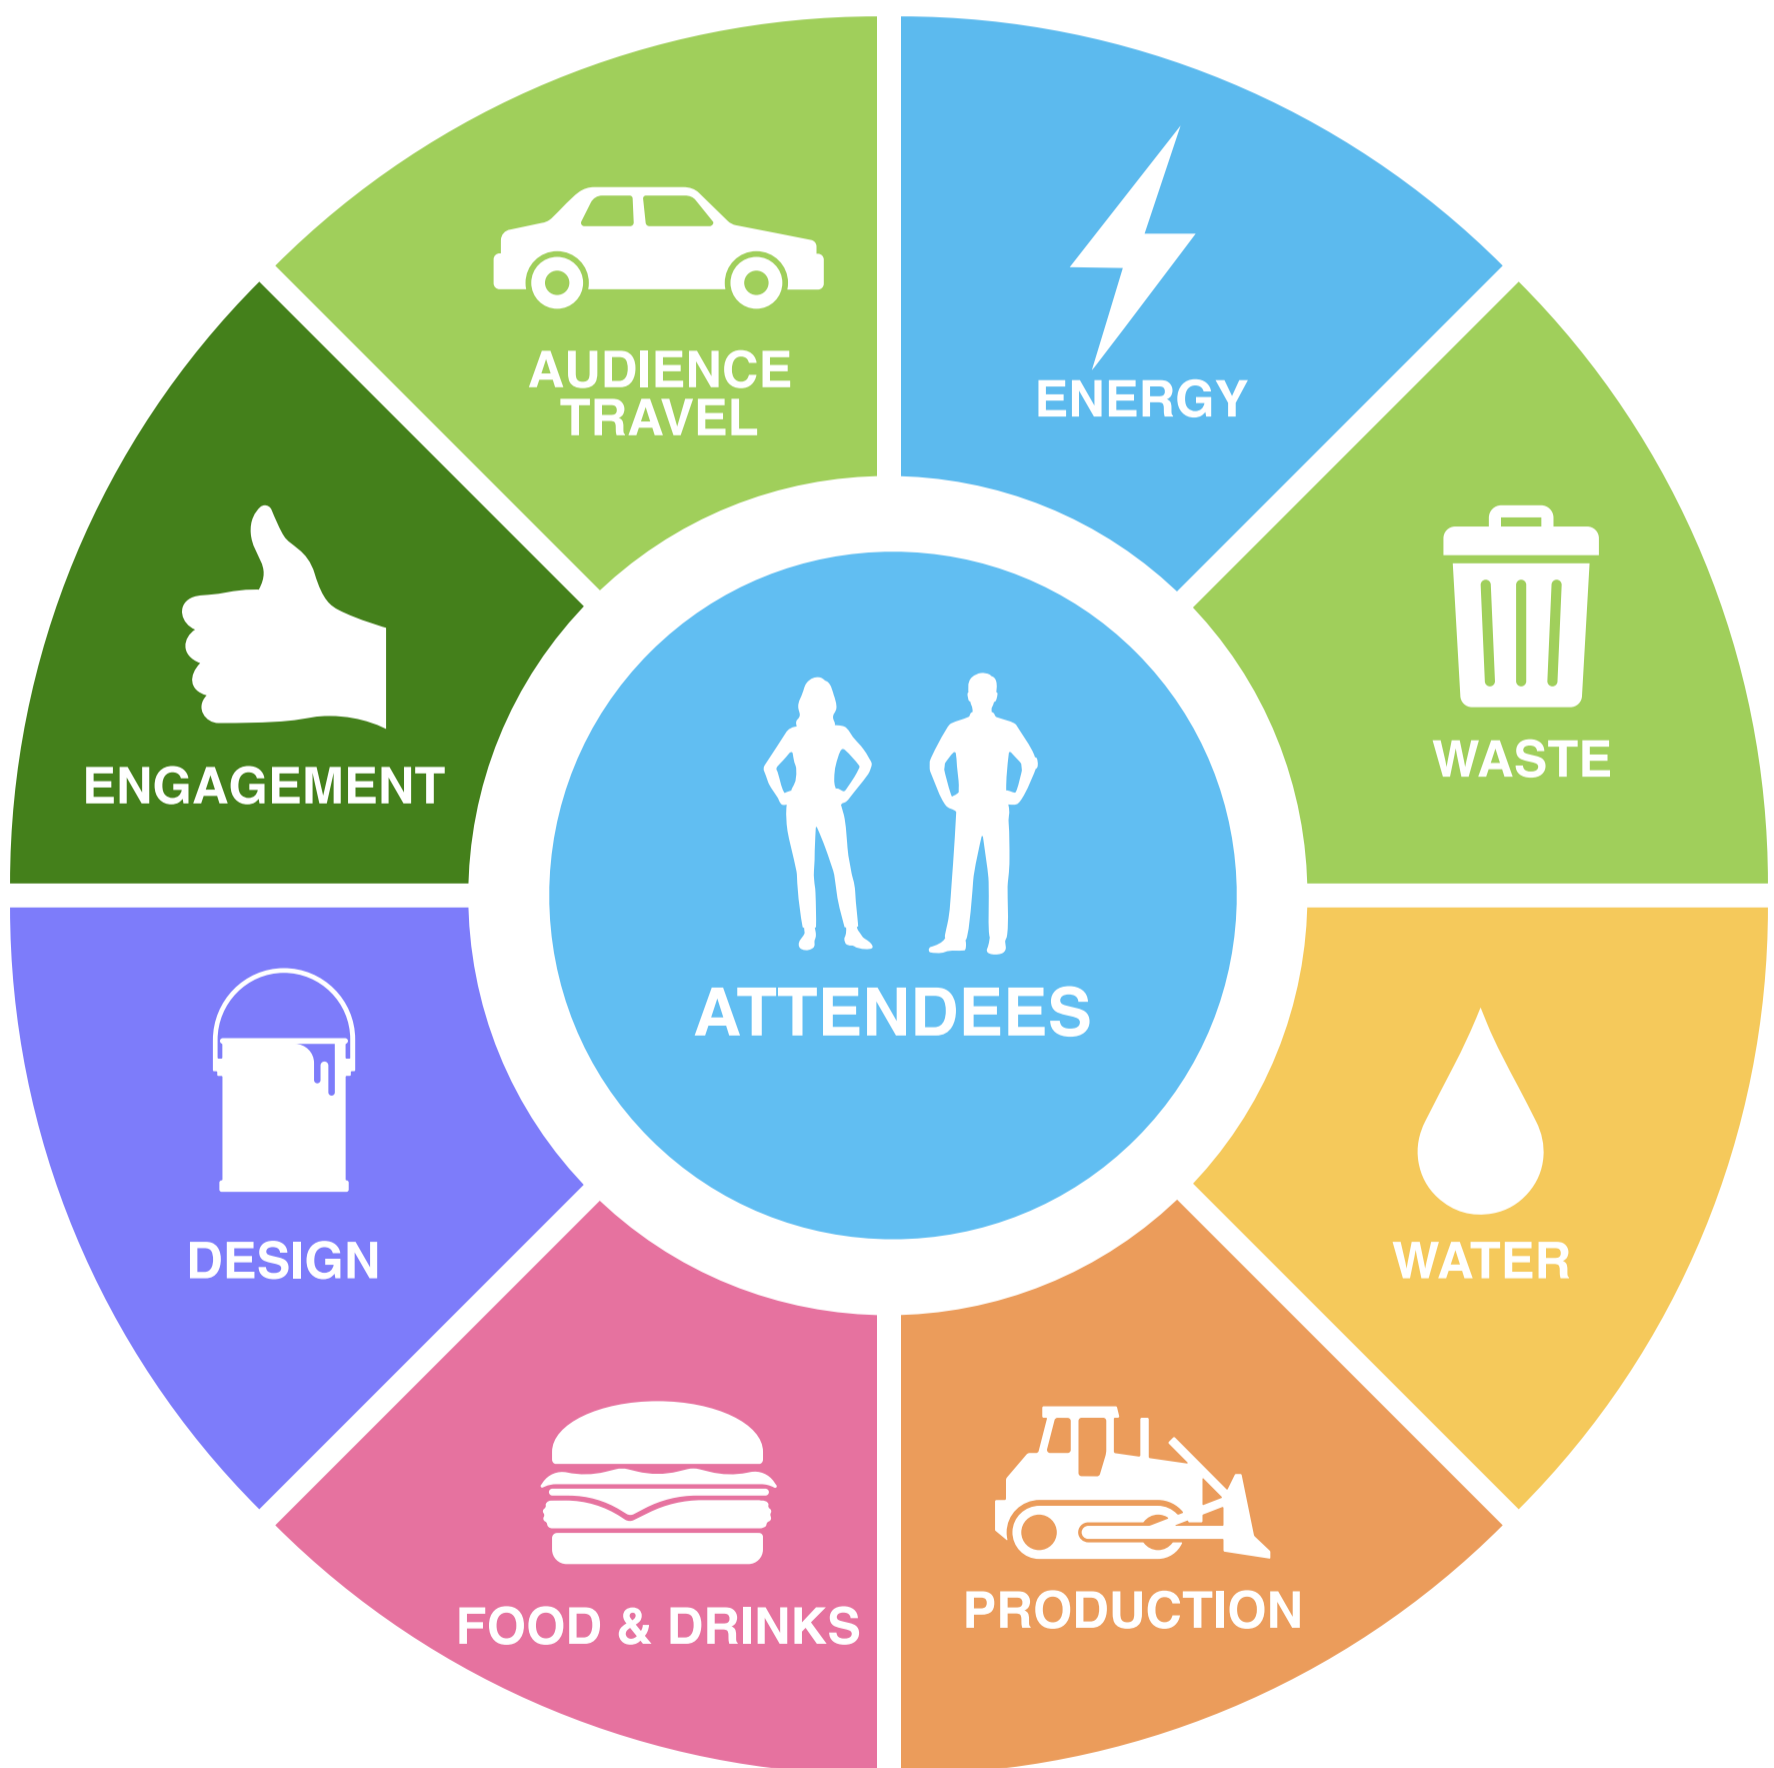 AUDIENCE
TRAVEL
ENERGY
WASTE
WATER
PRODUCTION
FOOD & DRINKS
DESIGN
ENGAGEMENT
ATTENDEES